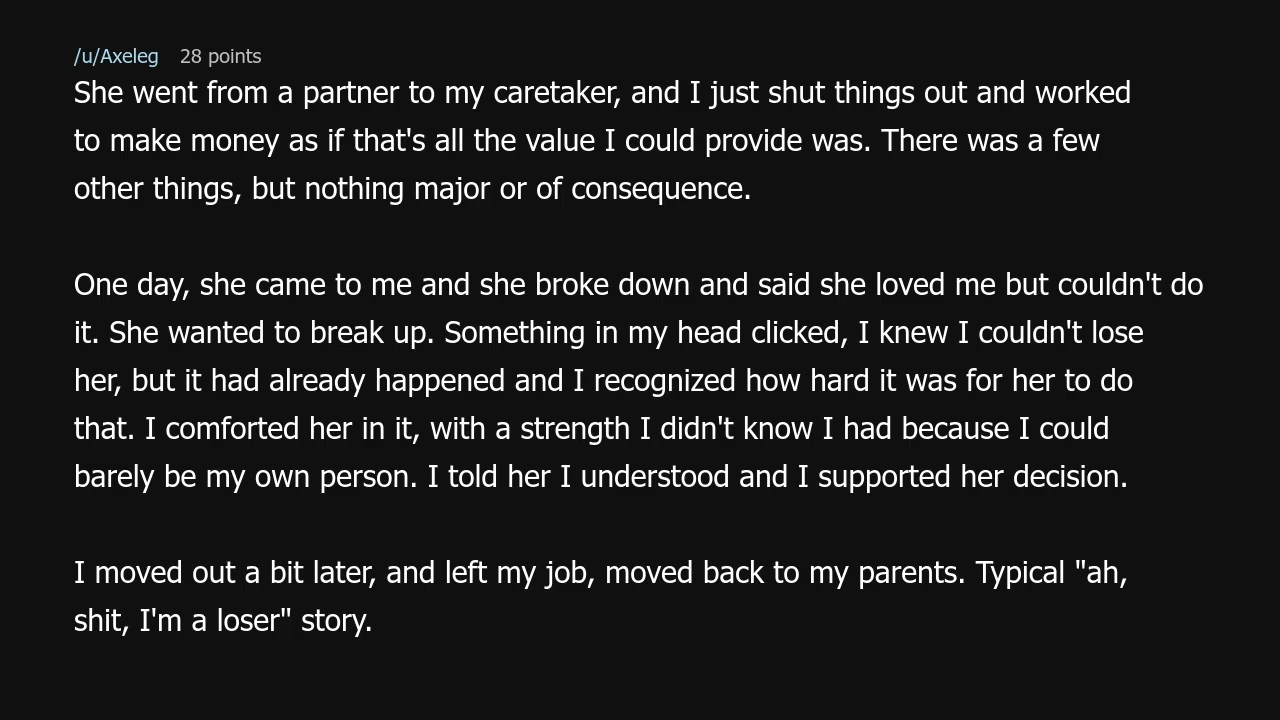 /u/Axeleg 28 points
She went from a partner to my caretaker, and I just shut things out and worked
to make money as if that's all the value I could provide was. There was a few
other things, but nothing major or of consequence.
One day, she came to me and she broke down and said she loved me but couldn't do
it. She wanted to break up. Something in my head clicked, I knew I couldn't lose
her, but it had already happened and I recognized how hard it was for her to do
that. I comforted her in it, with a strength I didn't know I had because I could
barely be my own person. I told her I understood and I supported her decision.
I moved out a bit later, and left my job, moved back to my parents. Typical "ah,
shit, I'm a loser" story.